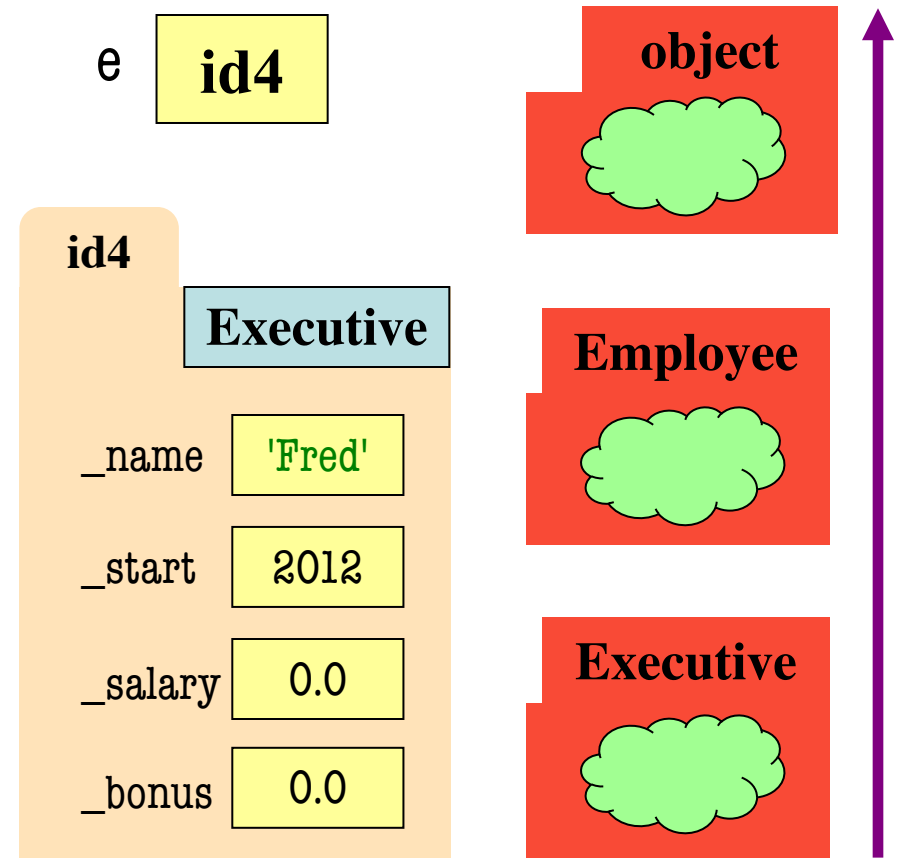 e id4
id4
Executive
_name 'Fred'
_start 2012
_salary 0.0
_bonus 0.0
object
Employee
Executive